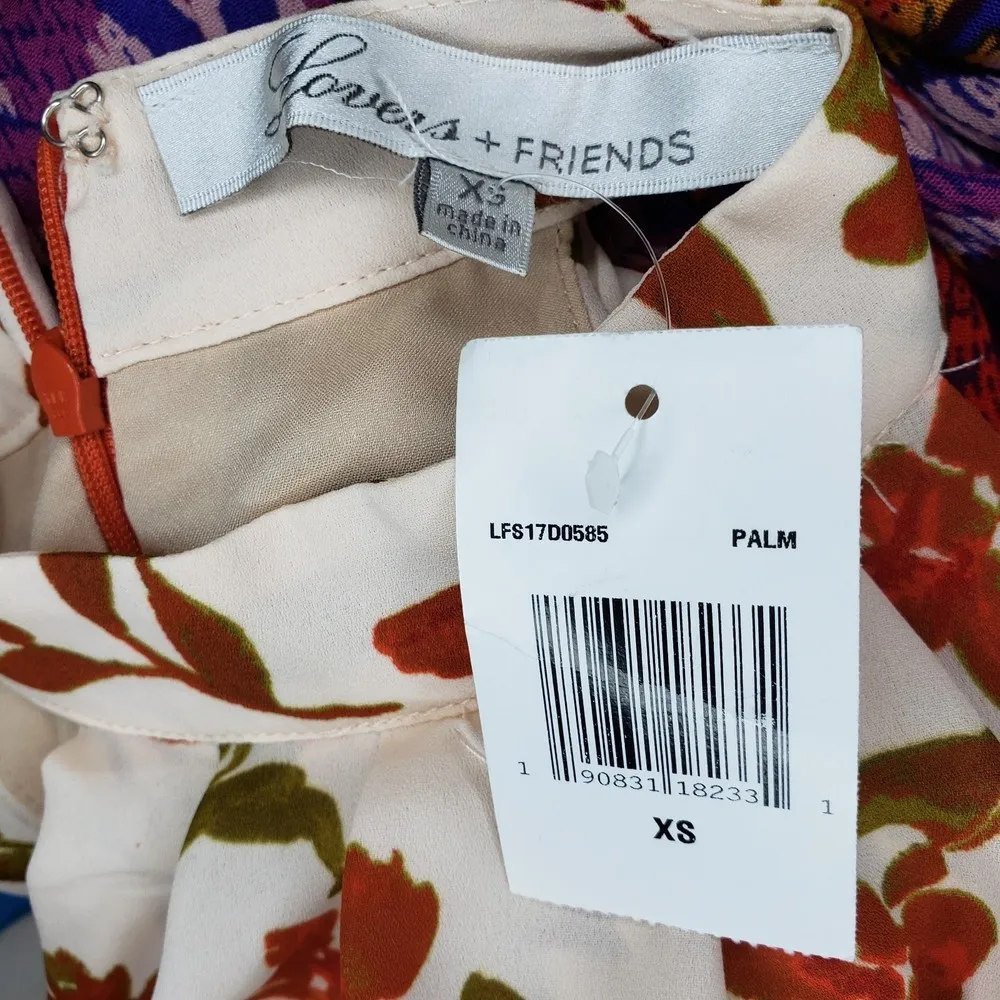 Lovers + FRIENDS
XS
made in
china
LFS17D0585 PALM
1 90831 18233 1
XS